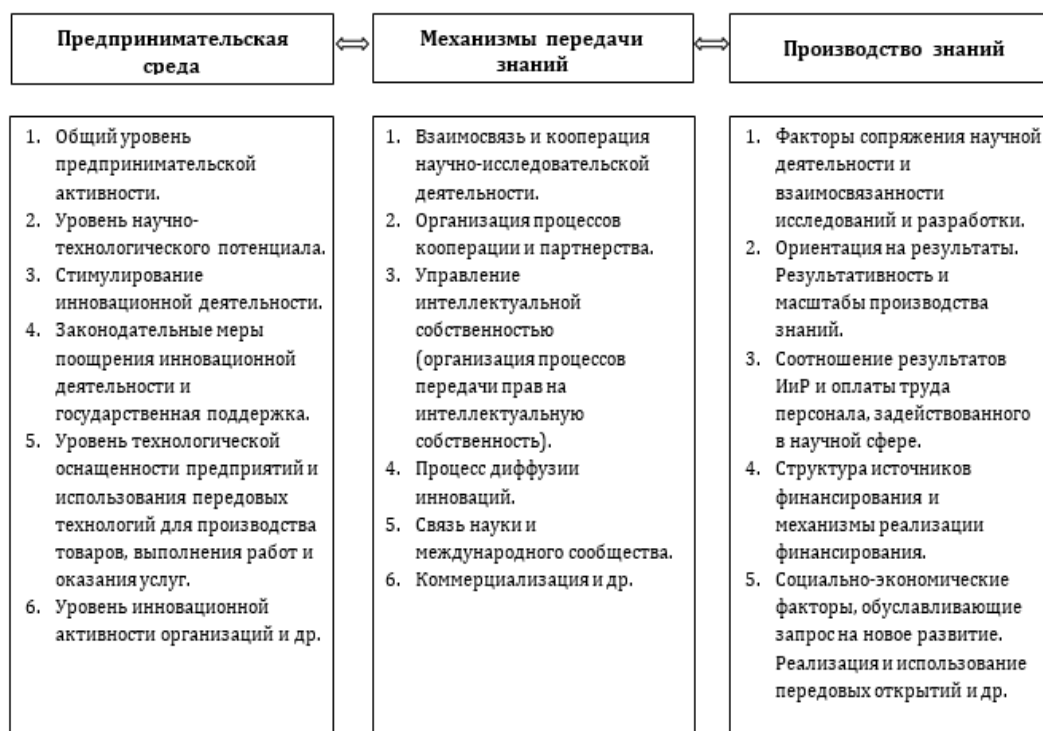 Предпринимательская
среда
Механизмы передачи
знаний
Производство знаний
1. Общий уровень
предпринимательской
активности.
2. Уровень научно-
технологического потенциала.
3. Стимулирование
инновационной деятельности.
4. Законодательные меры
поощрения инновационной
деятельности и
государственная поддержка.
5. Уровень технологической
оснащенности предприятий и
использования передовых
технологий для производства
товаров, выполнения работ и
оказания услуг.
6. Уровень инновационной
активности организаций и др.
1. Взаимосвязь и кооперация
научно-исследовательской
деятельности.
2. Организация процессов
кооперации и партнерства.
3. Управление
интеллектуальной
собственностью
(организация процессов
передачи прав на
интеллектуальную
собственность).
4. Процесс диффузии
инноваций.
5. Связь науки и
международного сообщества.
6. Коммерциализация и др.
1. Факторы сопряжения научной
деятельности и
взаимосвязанности
исследований и разработки.
2. Ориентация на результаты.
Результативность и
масштабы производства
знаний.
3. Соотношение результатов
ИиР и оплаты труда
персонала, задействованного
в научной сфере.
4. Структура источников
финансирования и
механизмы реализации
финансирования.
5. Социально-экономические
факторы, обуславливающие
запрос на новое развитие.
Реализация и использование
передовых открытий и др.